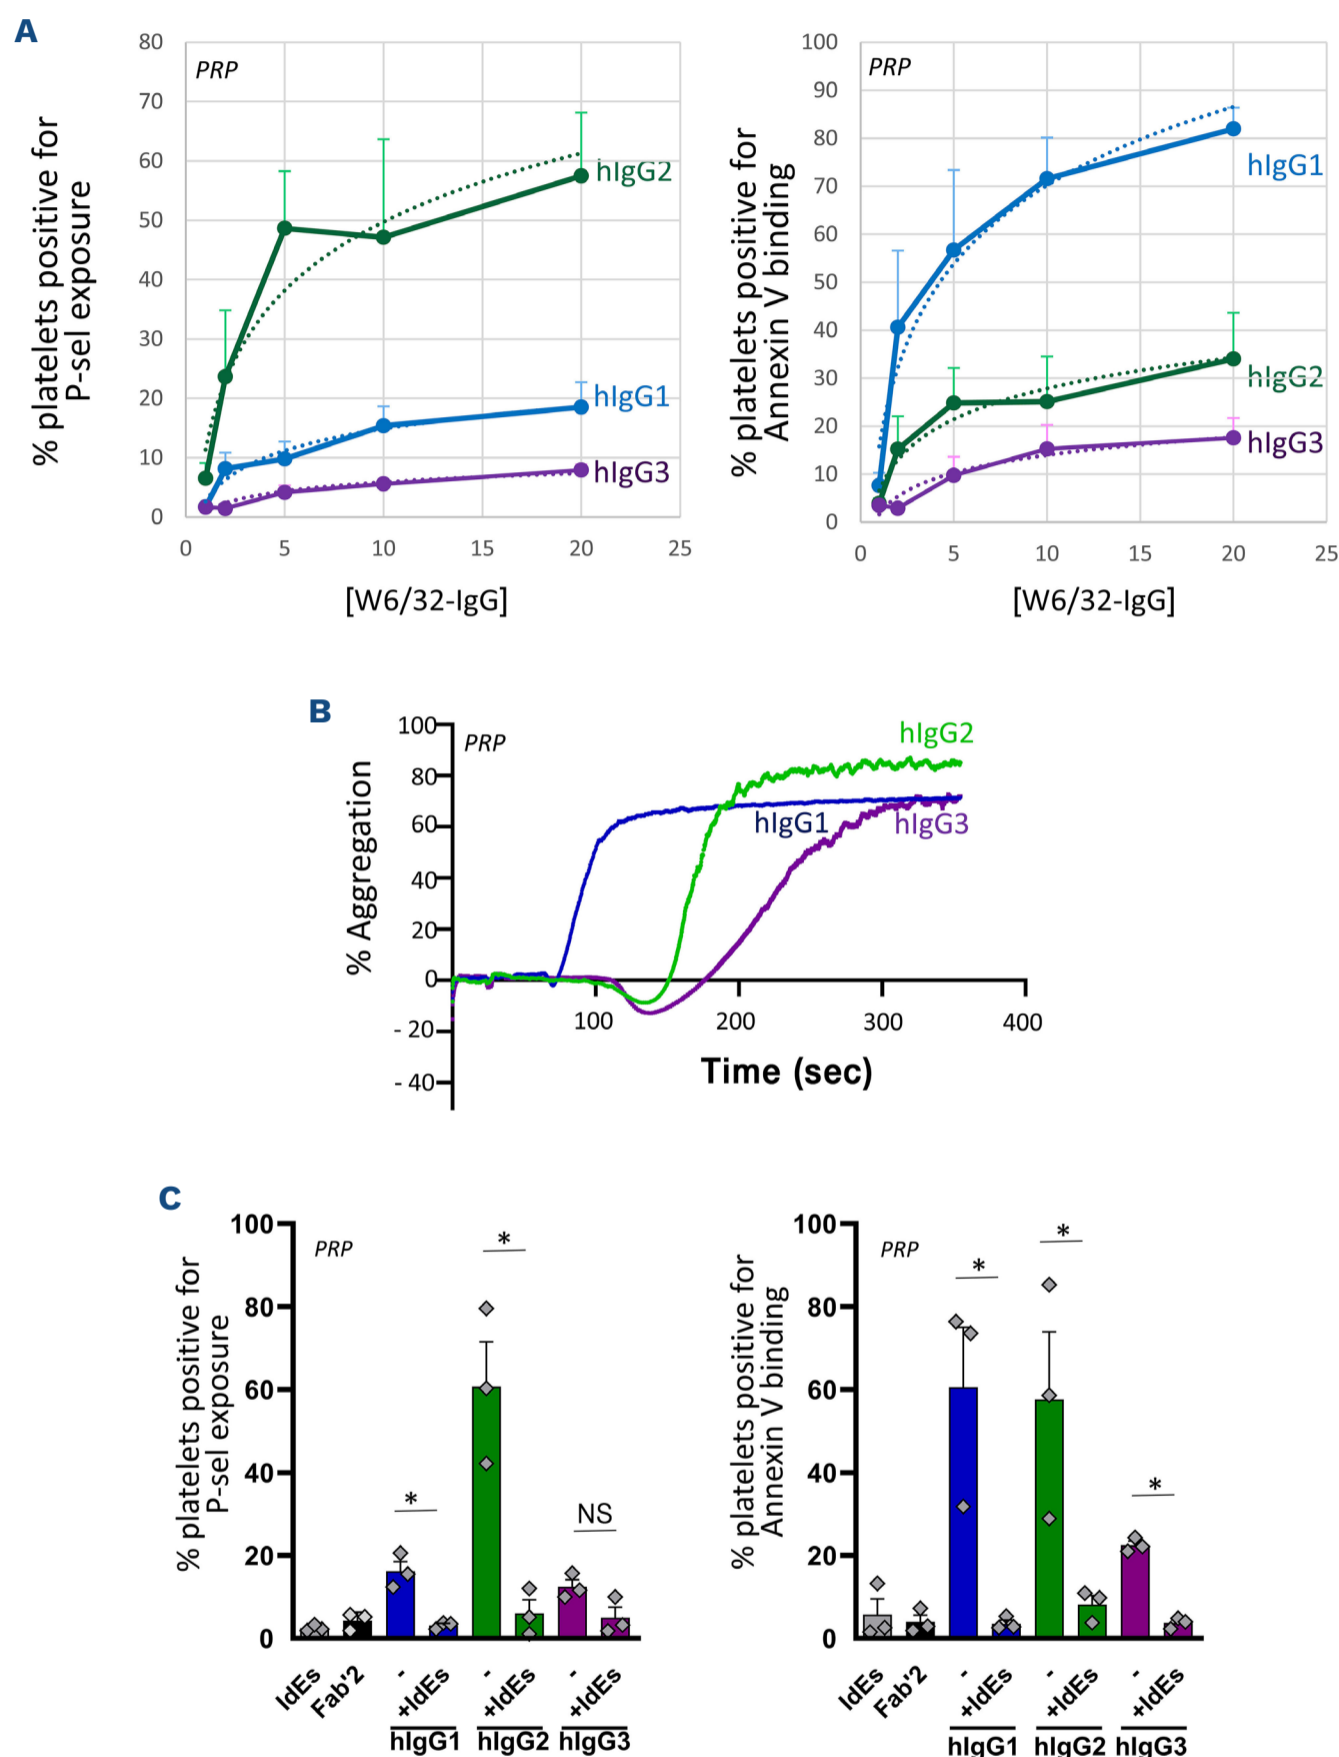 A
% platelets positive for
P-sel exposure
80
70
60
50
40
30
20
10
0
PRP
hIgG2
hIgG1
hIgG3
0 5 10 15 20 25
[W6/32-IgG]
% platelets positive for
Annexin V binding
100
90
80
70
60
50
40
30
20
10
0
PRP
hIgG1
hIgG2
hIgG3
0 5 10 15 20 25
[W6/32-IgG]
B
% Aggregation
100
80
60
40
20
0
- 20
- 40
PRP
hIgG2
hIgG1
hIgG3
100 200 300 400
Time (sec)
C
% platelets positive for
P-sel exposure
100
80
60
40
20
0
PRP
*
*
NS
IdEs Fab'2 - +IdEs - +IdEs - +IdEs
hIgG1 hIgG2 hIgG3
% platelets positive for
Annexin V binding
100
80
60
40
20
0
PRP
*
*
*
IdEs Fab'2 - +IdEs - +IdEs - +IdEs
hIgG1 hIgG2 hIgG3